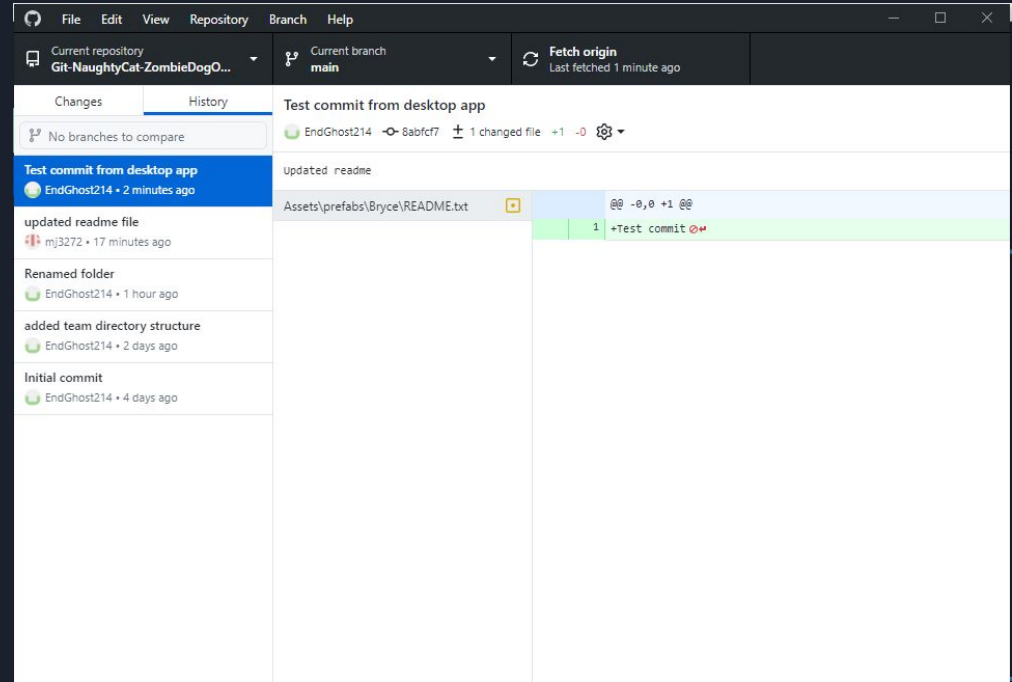 File Edit View Repository Branch Help
Current repository
Git-NaughtyCat-ZombieDogO...
Current branch
main
Fetch origin
Last fetched 1 minute ago
Changes History
No branches to compare
Test commit from desktop app
EndGhost214 • 2 minutes ago
updated readme file
mj3272 • 17 minutes ago
Renamed folder
EndGhost214 • 1 hour ago
added team directory structure
EndGhost214 • 2 days ago
Initial commit
EndGhost214 • 4 days ago
Test commit from desktop app
EndGhost214 8abfcf7 1 changed file +1 -0
Updated readme
Assets\prefabs\Bryce\README.txt
@@ -0,0 +1 @@
1 +Test commit